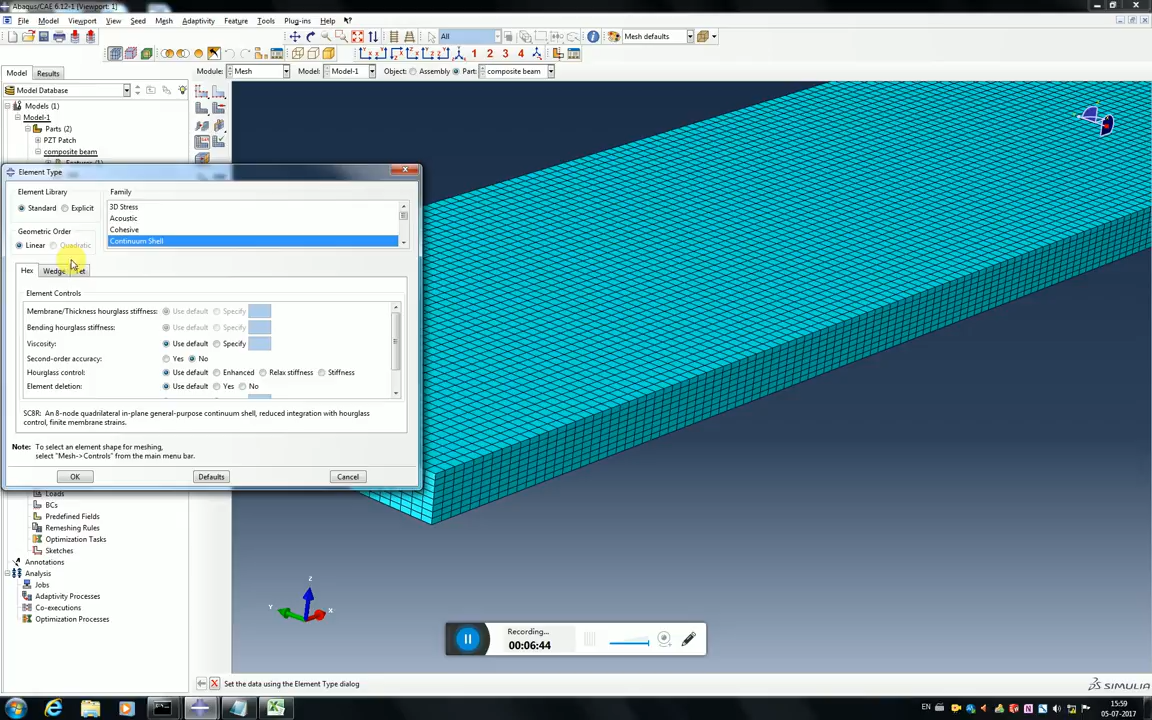 Abaqus/CAE 6.12-1 [Viewport: 1]
File Model Viewport View Seed Mesh Adaptivity Feature Tools Plug-ins Help
All
1 2 3 4
Mesh defaults
Model Results
Module: Mesh Model: Model-1 Object: Assembly Part: composite beam
Model Database
Models (1)
Model-1
Parts (2)
PZT Patch
composite beam
Features (1)
Element Type
Element Library
Standard Explicit
Geometric Order
Linear Quadratic
Family
3D Stress
Acoustic
Cohesive
Continuum Shell
Hex Wedge Tet
Element Controls
Membrane/Thickness hourglass stiffness: Use default Specify
Bending hourglass stiffness: Use default Specify
Viscosity: Use default Specify
Second-order accuracy: Yes No
Hourglass control: Use default Enhanced Relax stiffness Stiffness
Element deletion: Use default Yes No
SC8R: An 8-node quadrilateral in-plane general-purpose continuum shell, reduced integration with hourglass
control, finite membrane strains.
Note: To select an element shape for meshing,
select "Mesh->Controls" from the main menu bar.
OK Defaults Cancel
Loads
BCs
Predefined Fields
Remeshing Rules
Optimization Tasks
Sketches
Annotations
Analysis
Jobs
Adaptivity Processes
Co-executions
Optimization Processes
Z
Y
X
Recording...
00:06:44
Set the data using the Element Type dialog
SIMULIA
EN
15:59
05-07-2017